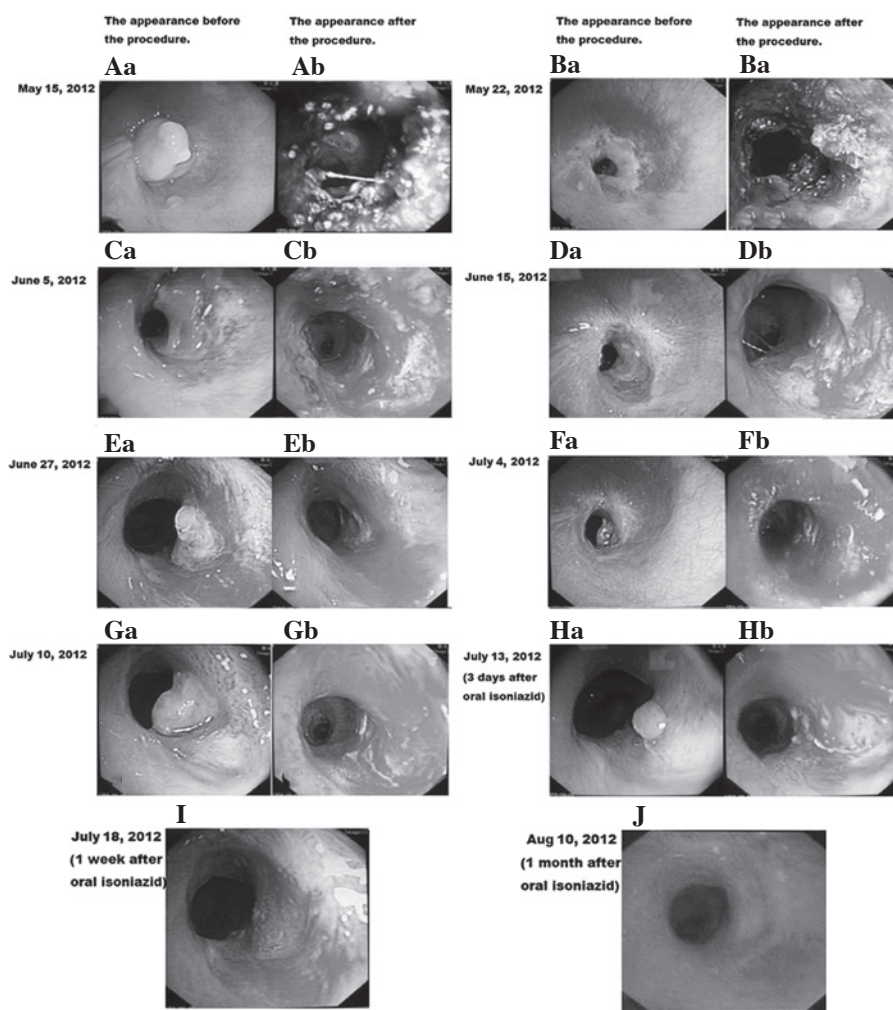 The appearance before
the procedure.
The appearance after
the procedure.
The appearance before
the procedure.
The appearance after
the procedure.
Aa
Ab
Ba
Ba
May 15, 2012
May 22, 2012
Ca
Cb
Da
Db
June 5, 2012
June 15, 2012
Ea
Eb
Fa
Fb
June 27, 2012
July 4, 2012
Ga
Gb
Ha
Hb
July 10, 2012
July 13, 2012
(3 days after
oral isoniazid)
I
J
July 18, 2012
(1 week after
oral isoniazid)
Aug 10, 2012
(1 month after
oral isoniazid)